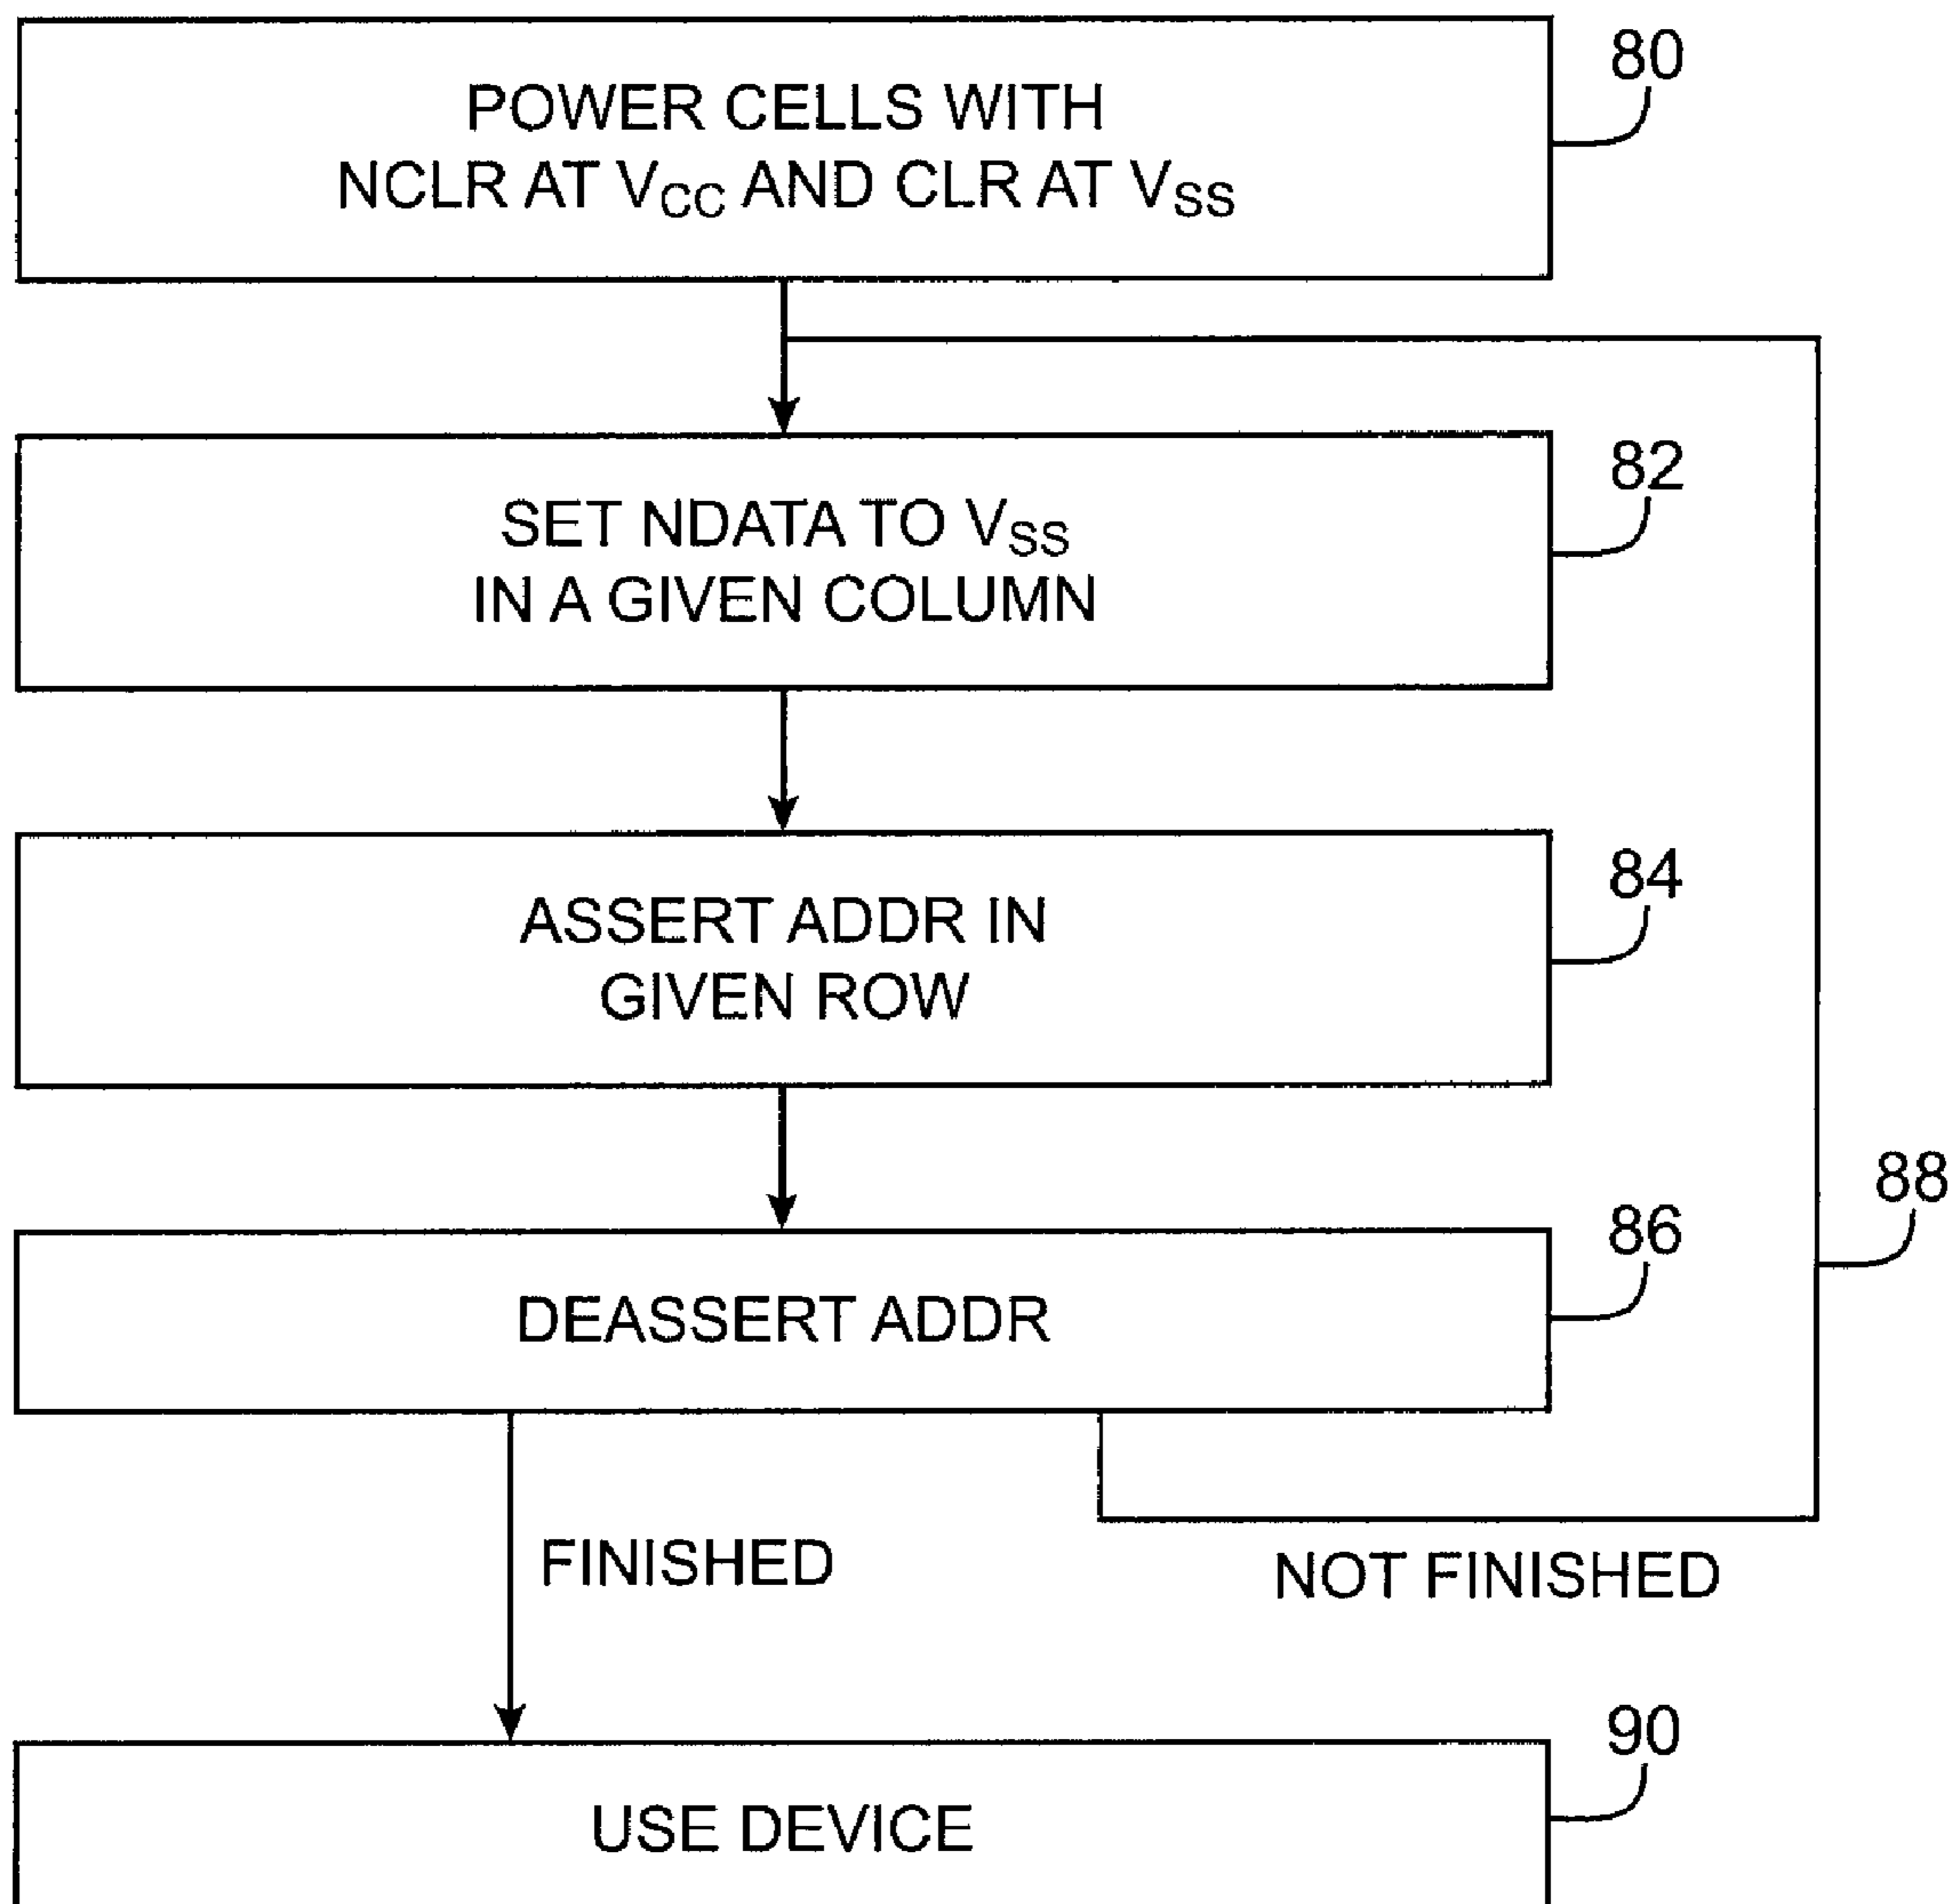 80
POWER CELLS WITH
NCLR AT VCC AND CLR AT VSS
82
SET NDATA TO VSS
IN A GIVEN COLUMN
84
ASSERT ADDR IN
GIVEN ROW
88
86
DEASSERT ADDR
FINISHED
NOT FINISHED
90
USE DEVICE